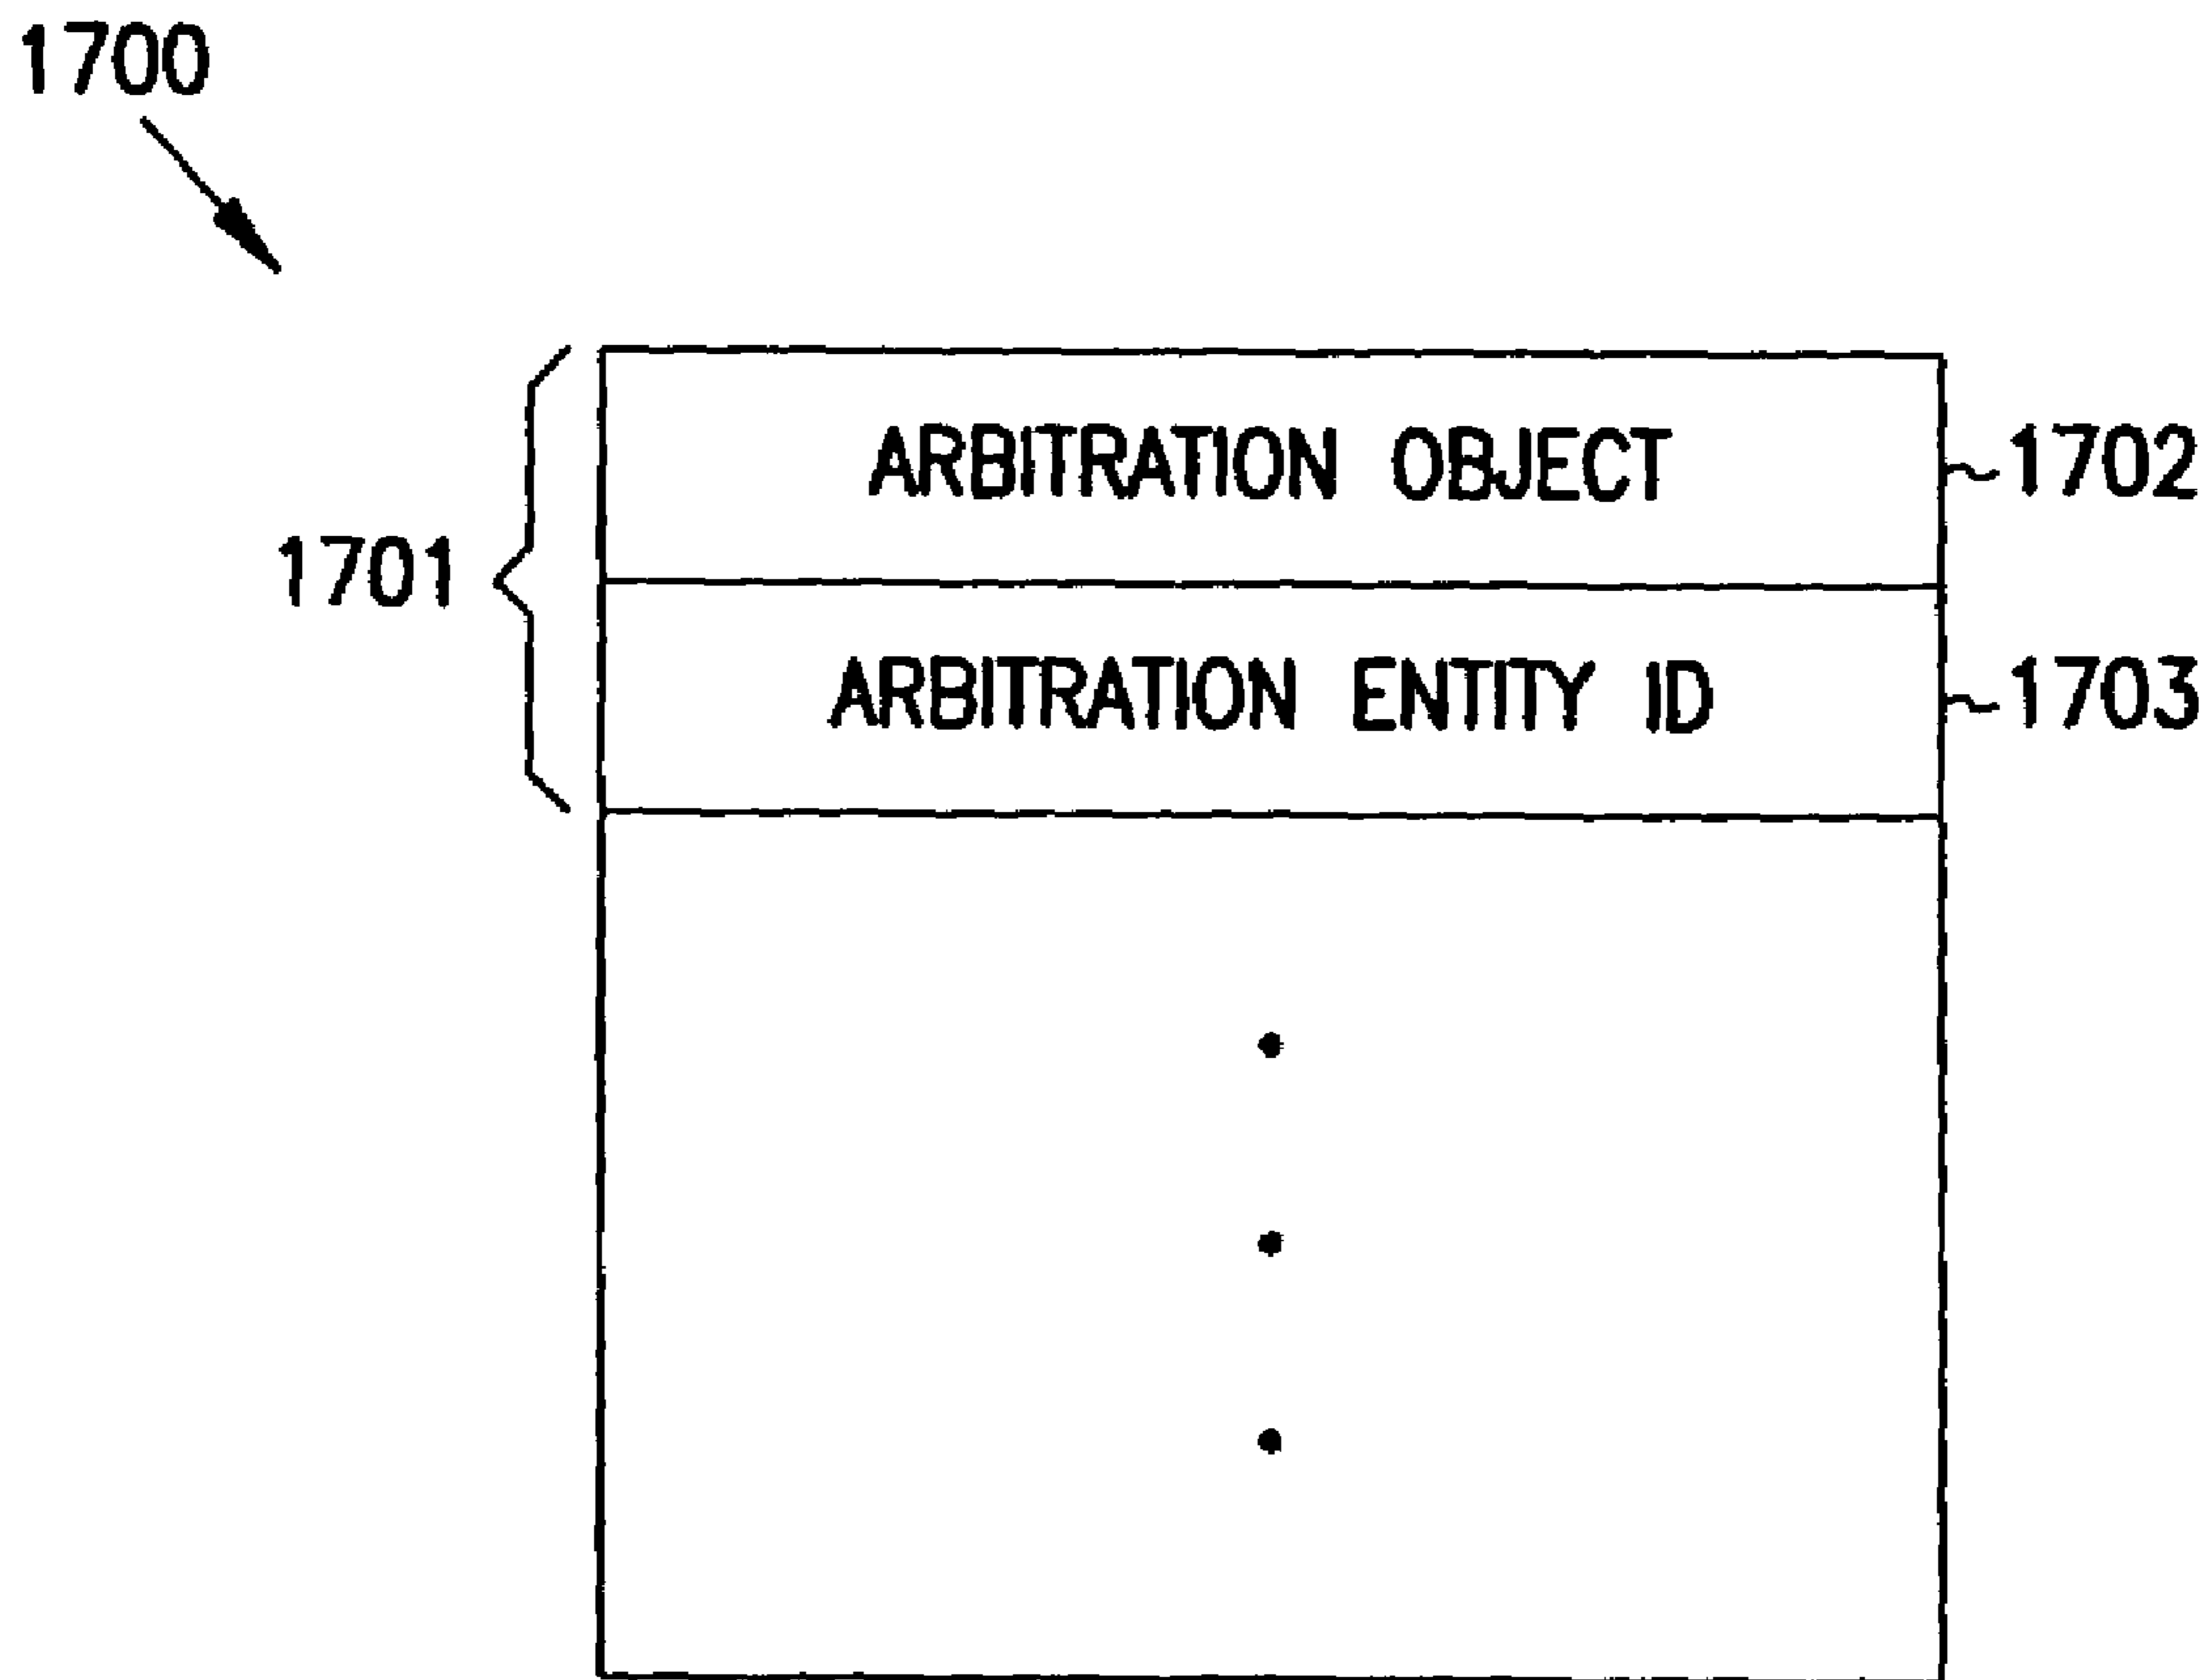 1700
ARBITRATION OBJECT
1702
1701
ARBITRATION ENTITY ID
1703